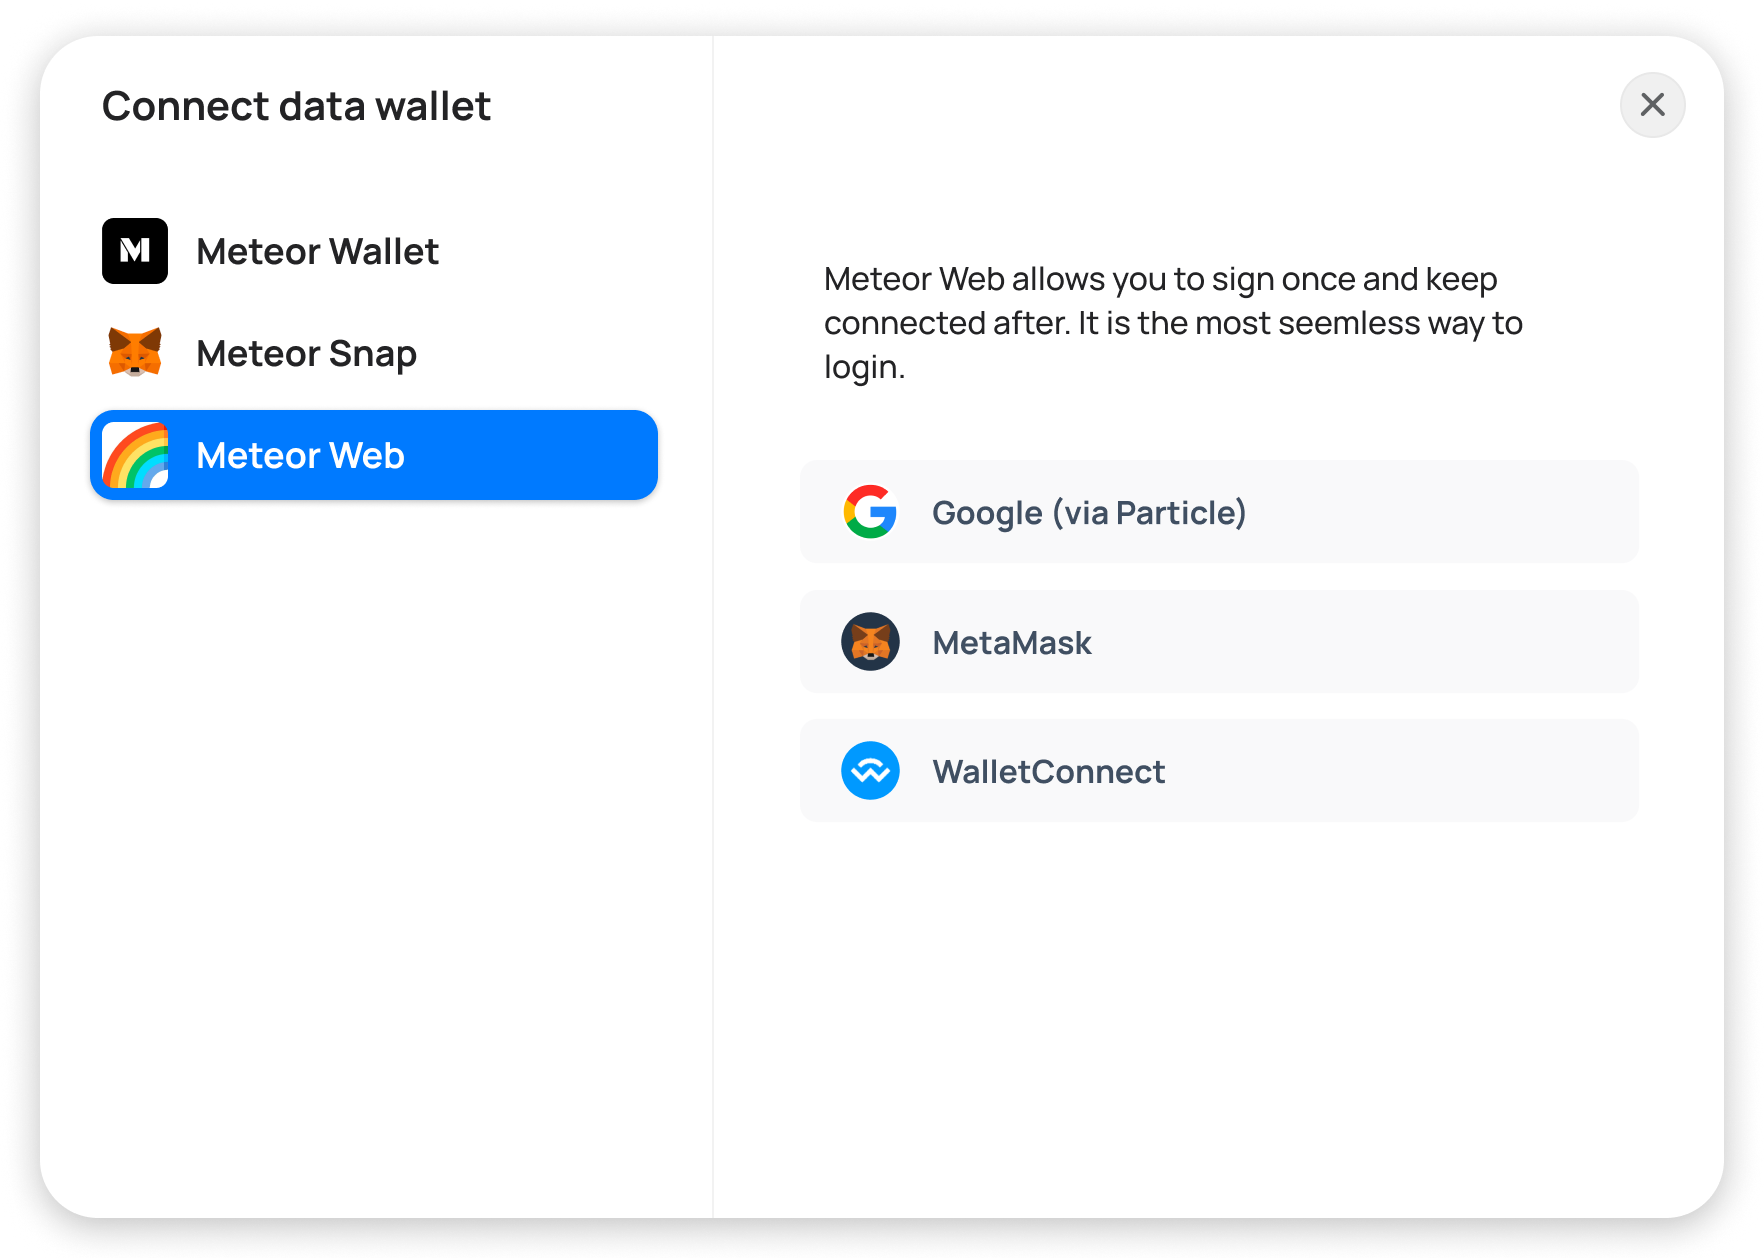 Connect data wallet
Meteor Wallet
Meteor Snap
Meteor Web
Meteor Web allows you to sign once and keep
connected after. It is the most seemless way to
login.
Google (via Particle)
MetaMask
WalletConnect